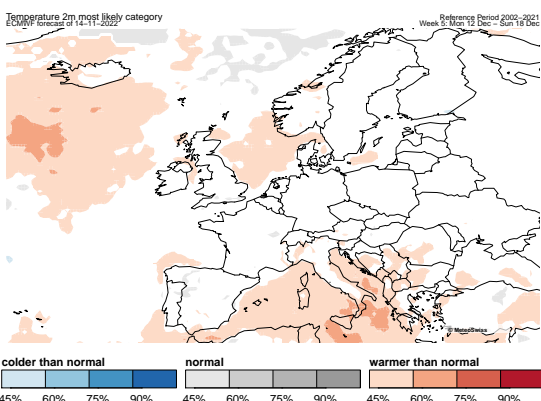 Temperature 2m most likely category
ECMWF forecast of 14-11-2022
Reference Period 2002-2021
Week 5: Mon 12 Dec - Sun 18 Dec
© MeteoSwiss
colder than normal
normal
warmer than normal
45% 60% 75% 90%
45% 60% 75% 90%
45% 60% 75% 90%